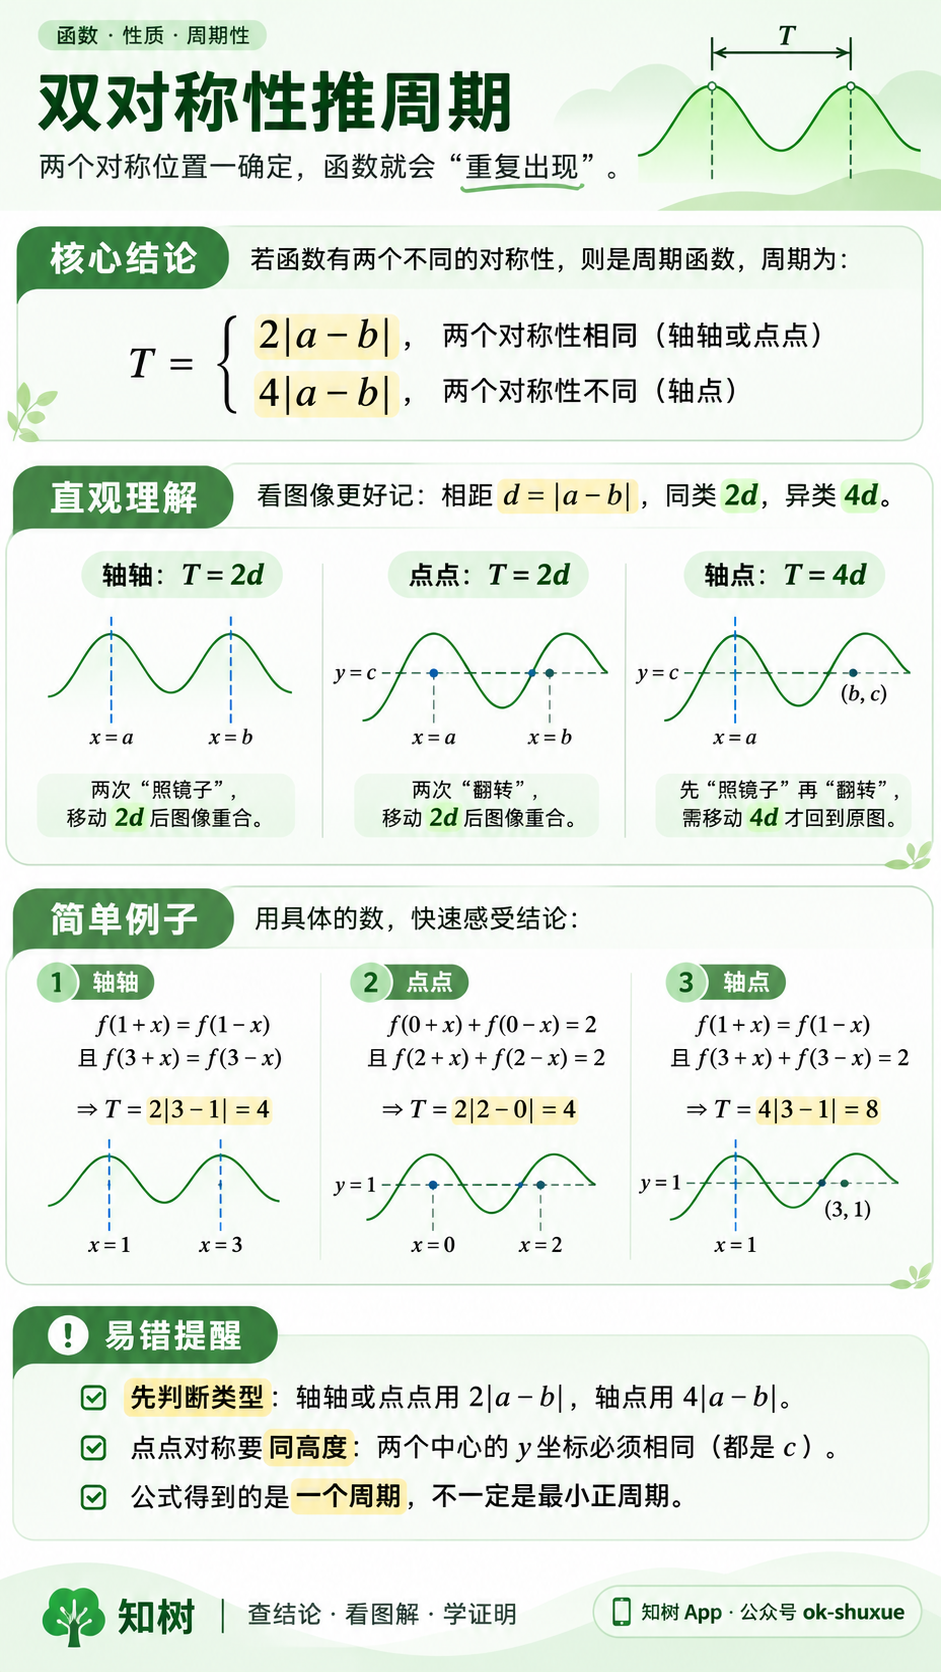 函数 · 性质 · 周期性
T
双对称性推周期
两个对称位置一确定，函数就会“重复出现”。
核心结论
若函数有两个不同的对称性，则是周期函数，周期为：
T = { 2|a − b|， 两个对称性相同（轴轴或点点）
4|a − b|， 两个对称性不同（轴点）
直观理解
看图像更好记：相距 d = |a − b|，同类 2d，异类 4d。
轴轴：T = 2d
x = a
x = b
两次“照镜子”，
移动 2d 后图像重合。
点点：T = 2d
y = c
x = a
x = b
两次“翻转”，
移动 2d 后图像重合。
轴点：T = 4d
y = c
(b, c)
x = a
先“照镜子”再“翻转”，
需移动 4d 才回到原图。
简单例子
用具体的数，快速感受结论：
1 轴轴
f(1 + x) = f(1 − x)
且 f(3 + x) = f(3 − x)
⇒ T = 2|3 − 1| = 4
x = 1
x = 3
2 点点
f(0 + x) + f(0 − x) = 2
且 f(2 + x) + f(2 − x) = 2
⇒ T = 2|2 − 0| = 4
y = 1
x = 0
x = 2
3 轴点
f(1 + x) = f(1 − x)
且 f(3 + x) + f(3 − x) = 2
⇒ T = 4|3 − 1| = 8
y = 1
(3, 1)
x = 1
! 易错提醒
先判断类型：轴轴或点点用 2|a − b|，轴点用 4|a − b|。
点点对称要同高度：两个中心的 y 坐标必须相同（都是 c）。
公式得到的是一个周期，不一定是最小正周期。
知树 | 查结论 · 看图解 · 学证明
知树 App · 公众号 ok-shuxue